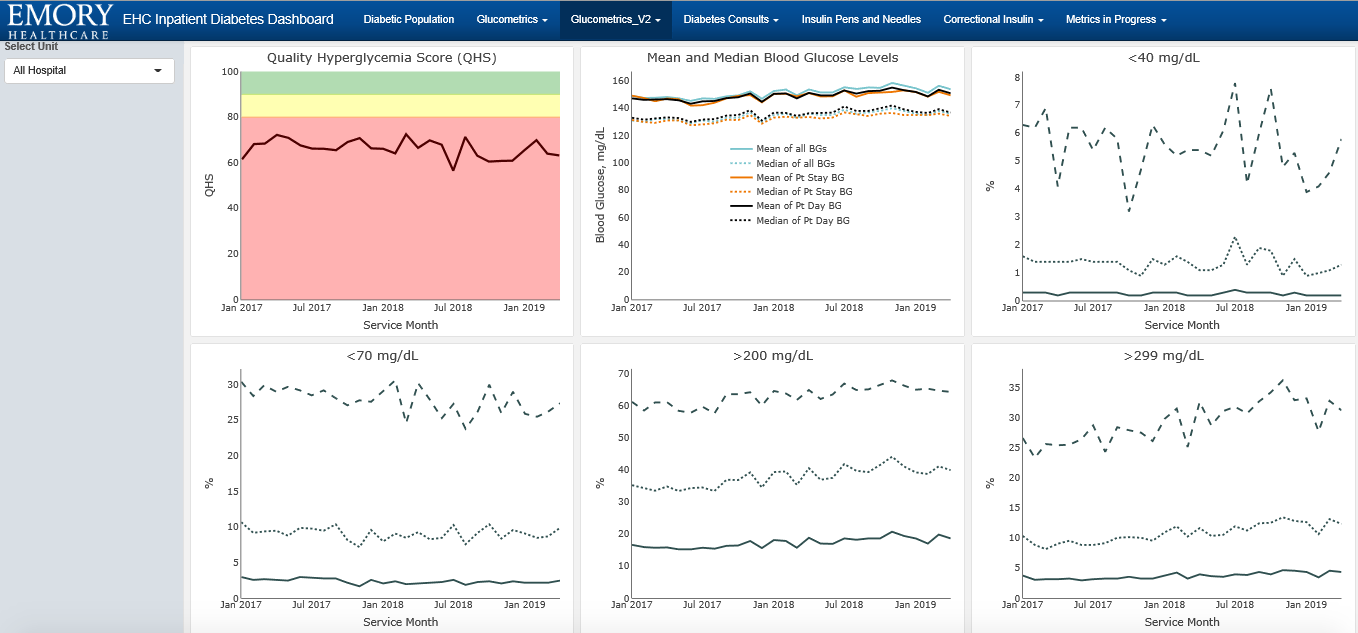 EMORY
HEALTHCARE
EHC Inpatient Diabetes Dashboard
Diabetic Population
Glucometrics
Glucometrics_V2
Diabetes Consults
Insulin Pens and Needles
Correctional Insulin
Metrics in Progress
Select Unit
All Hospital
Quality Hyperglycemia Score (QHS)
100
80
60
40
20
0
QHS
Jan 2017
Jul 2017
Jan 2018
Jul 2018
Jan 2019
Service Month
Mean and Median Blood Glucose Levels
160
140
120
100
80
60
40
20
0
Blood Glucose, mg/dL
Mean of all BGs
Median of all BGs
Mean of Pt Stay BG
Median of Pt Stay BG
Mean of Pt Day BG
Median of Pt Day BG
Jan 2017
Jul 2017
Jan 2018
Jul 2018
Jan 2019
Service Month
<40 mg/dL
8
7
6
5
4
3
2
1
0
%
Jan 2017
Jul 2017
Jan 2018
Jul 2018
Jan 2019
Service Month
<70 mg/dL
30
25
20
15
10
5
0
%
Jan 2017
Jul 2017
Jan 2018
Jul 2018
Jan 2019
Service Month
>200 mg/dL
70
60
50
40
30
20
10
0
%
Jan 2017
Jul 2017
Jan 2018
Jul 2018
Jan 2019
Service Month
>299 mg/dL
35
30
25
20
15
10
5
0
%
Jan 2017
Jul 2017
Jan 2018
Jul 2018
Jan 2019
Service Month